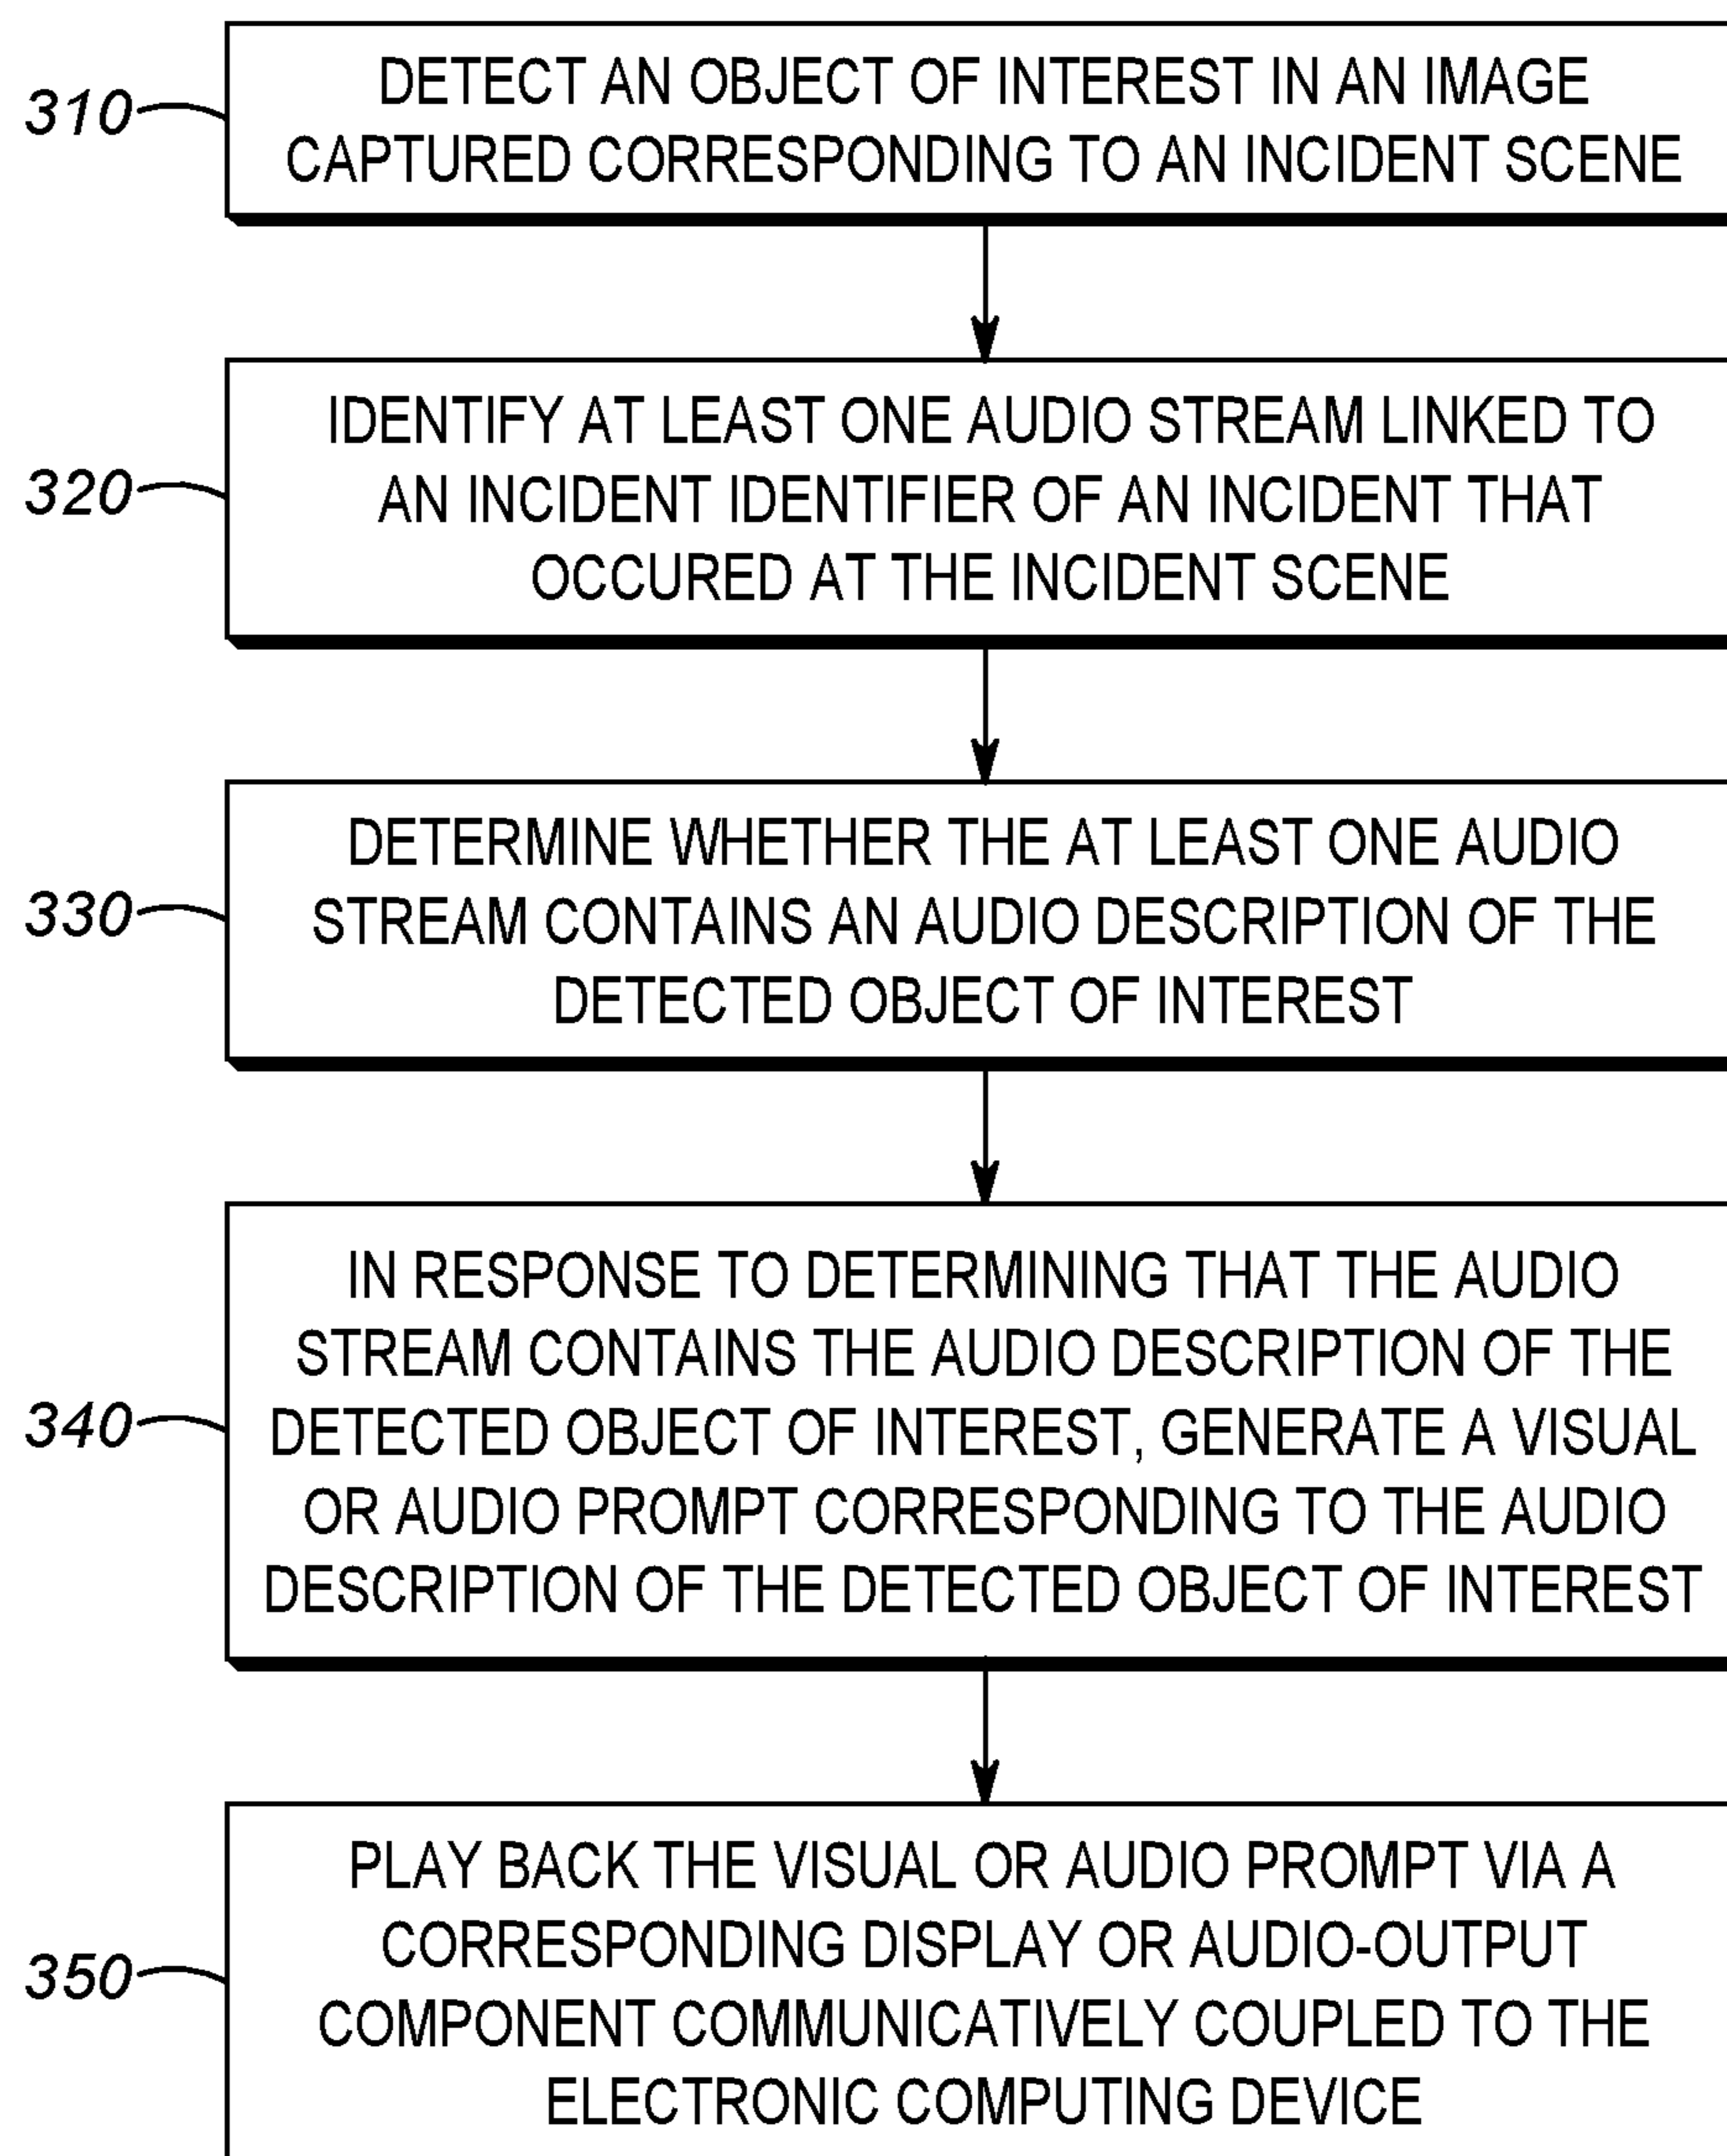 310
DETECT AN OBJECT OF INTEREST IN AN IMAGE
CAPTURED CORRESPONDING TO AN INCIDENT SCENE
320
IDENTIFY AT LEAST ONE AUDIO STREAM LINKED TO
AN INCIDENT IDENTIFIER OF AN INCIDENT THAT
OCCURED AT THE INCIDENT SCENE
330
DETERMINE WHETHER THE AT LEAST ONE AUDIO
STREAM CONTAINS AN AUDIO DESCRIPTION OF THE
DETECTED OBJECT OF INTEREST
340
IN RESPONSE TO DETERMINING THAT THE AUDIO
STREAM CONTAINS THE AUDIO DESCRIPTION OF THE
DETECTED OBJECT OF INTEREST, GENERATE A VISUAL
OR AUDIO PROMPT CORRESPONDING TO THE AUDIO
DESCRIPTION OF THE DETECTED OBJECT OF INTEREST
350
PLAY BACK THE VISUAL OR AUDIO PROMPT VIA A
CORRESPONDING DISPLAY OR AUDIO-OUTPUT
COMPONENT COMMUNICATIVELY COUPLED TO THE
ELECTRONIC COMPUTING DEVICE